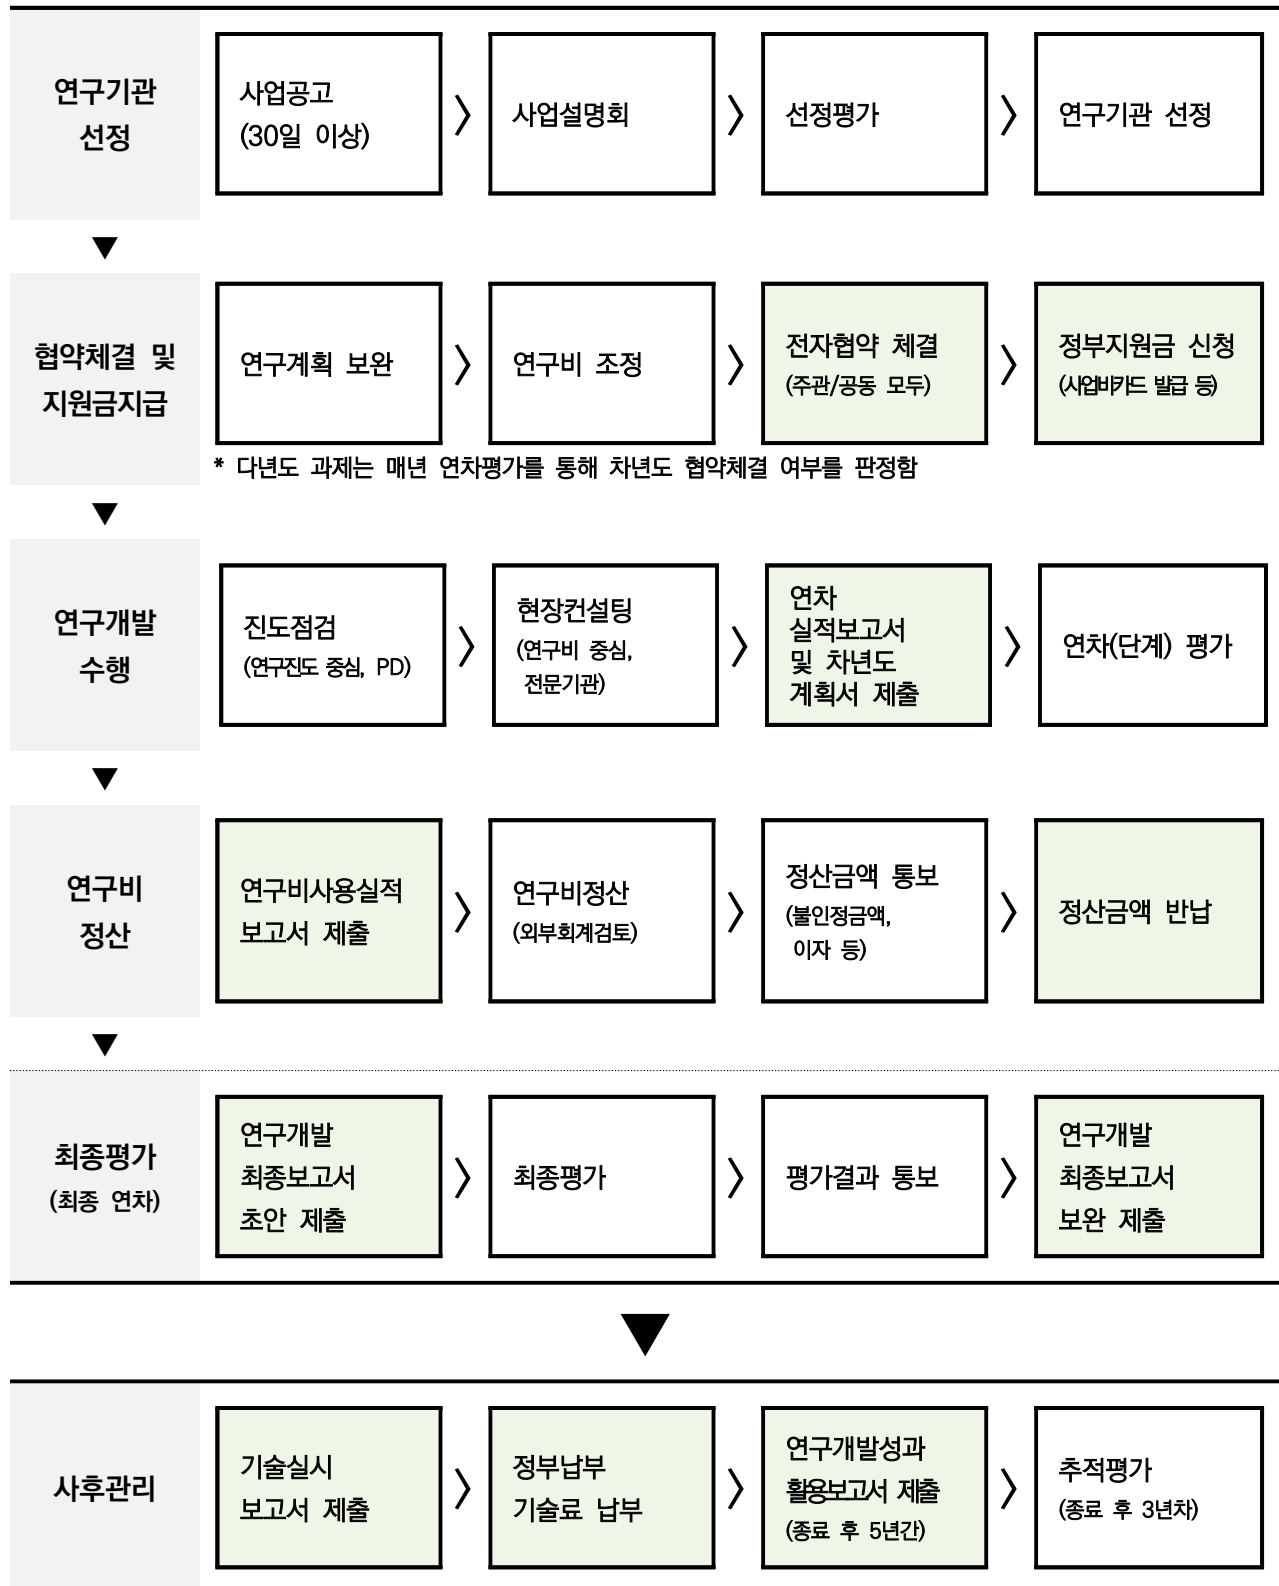 연구기관
선정
사업공고
(30일 이상)
사업설명회
선정평가
연구기관 선정
협약체결 및
지원금지급
연구계획 보완
연구비 조정
전자협약 체결
(주관/공동 모두)
정부지원금 신청
(사업비카드 발급 등)
* 다년도 과제는 매년 연차평가를 통해 차년도 협약체결 여부를 판정함
연구개발
수행
진도점검
(연구진도 중심, PD)
현장컨설팅
(연구비 중심,
전문기관)
연차
실적보고서
및 차년도
계획서 제출
연차(단계) 평가
연구비
정산
연구비사용실적
보고서 제출
연구비정산
(외부회계검토)
정산금액 통보
(불인정금액,
이자 등)
정산금액 반납
최종평가
(최종 연차)
연구개발
최종보고서
초안 제출
최종평가
평가결과 통보
연구개발
최종보고서
보완 제출
사후관리
기술실시
보고서 제출
정부납부
기술료 납부
연구개발성과
활용보고서 제출
(종료 후 5년간)
추적평가
(종료 후 3년차)